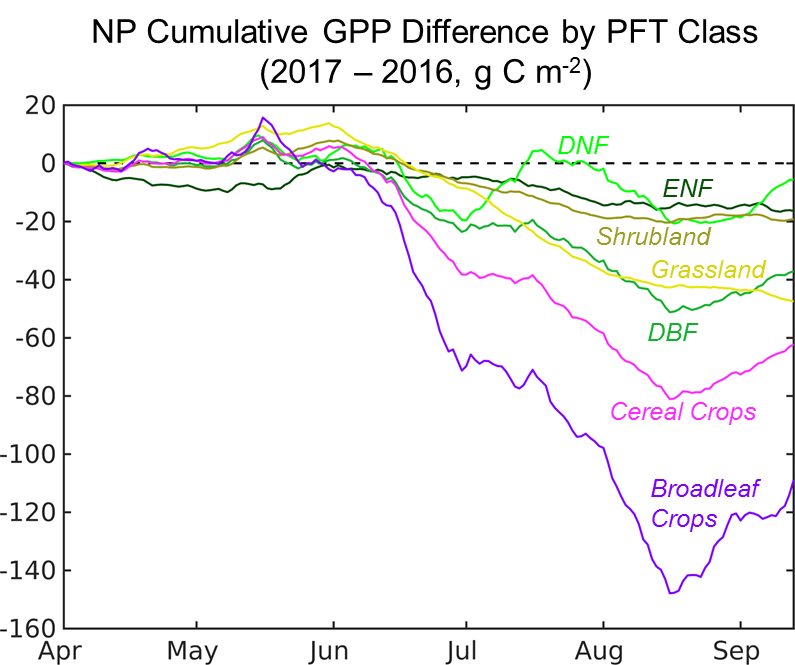 NP Cumulative GPP Difference by PFT Class
(2017 – 2016, g C m-2)
20
0
-20
-40
-60
-80
-100
-120
-140
-160
DNF
ENF
Shrubland
Grassland
DBF
Cereal Crops
Broadleaf
Crops
Apr May Jun Jul Aug Sep